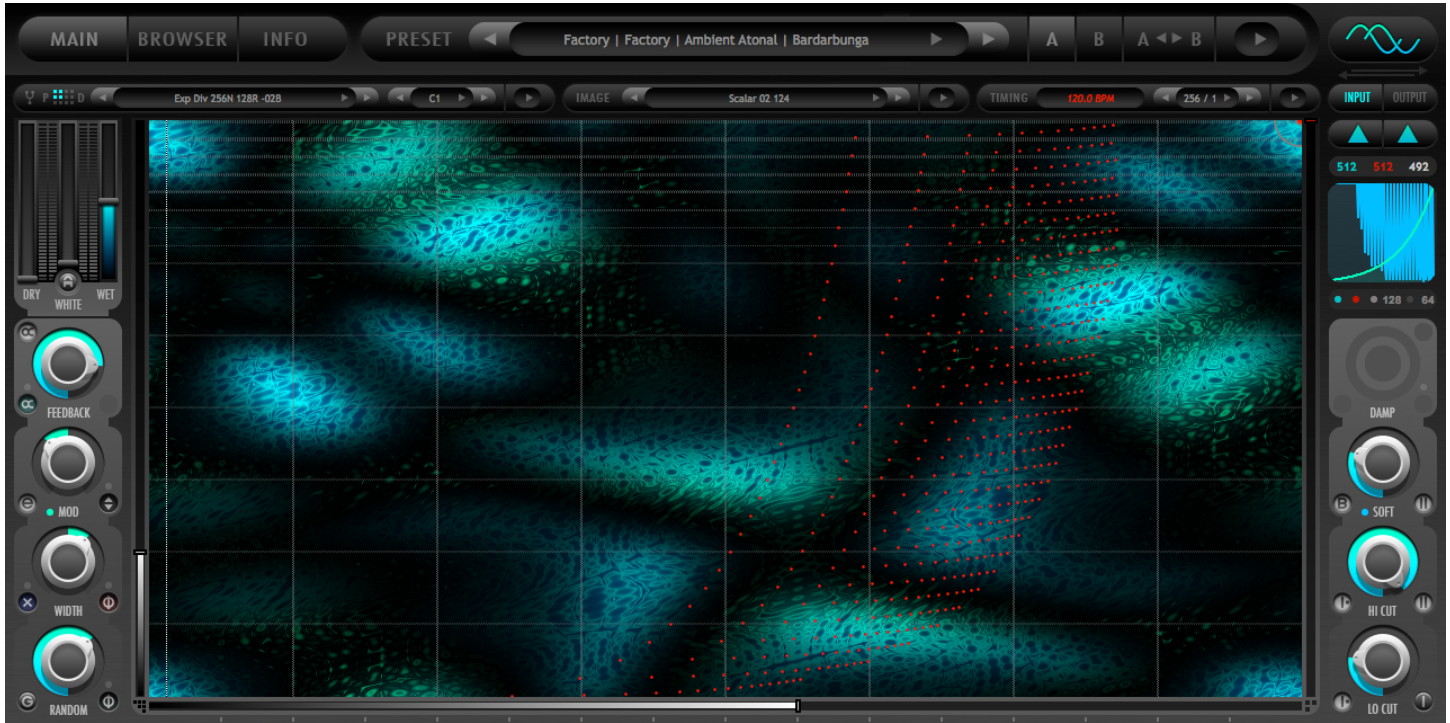 MAIN BROWSER INFO PRESET Factory | Factory | Ambient Atonal | Bardarbunga A B A B
P D Exp Div 256N 128R -02B C1 IMAGE Scalar 02 124 TIMING 120.0 BPM 256 / 1 INPUT OUTPUT
512 512 492
DRY WHITE WET
128 64
FEEDBACK
DAMP
e MOD
B SOFT
WIDTH
HI CUT
G RANDOM
LO CUT